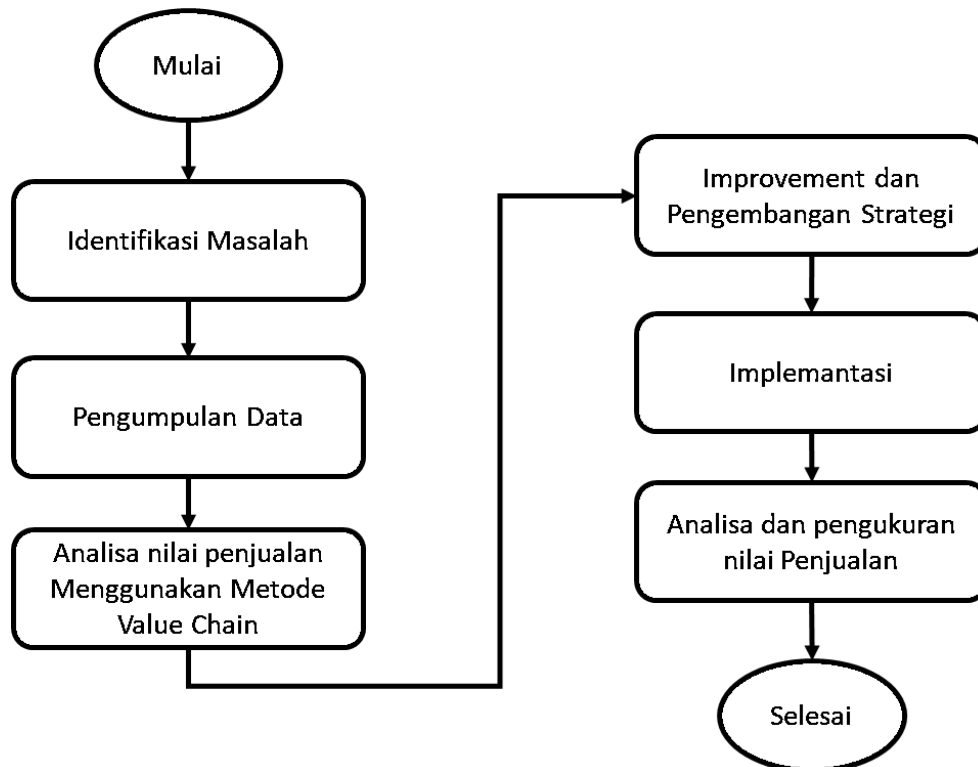 Mulai
Identifikasi Masalah
Pengumpulan Data
Analisa nilai penjualan
Menggunakan Metode
Value Chain
Improvement dan
Pengembangan Strategi
Implemantasi
Analisa dan pengukuran
nilai Penjualan
Selesai